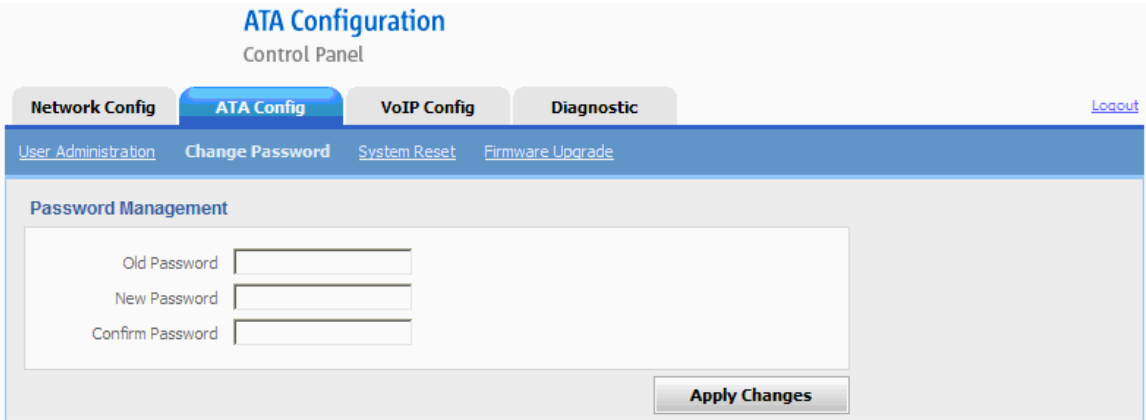 ATA Configuration
Control Panel
Network Config ATA Config VoIP Config Diagnostic Logout
User Administration Change Password System Reset Firmware Upgrade
Password Management
Old Password
New Password
Confirm Password
Apply Changes